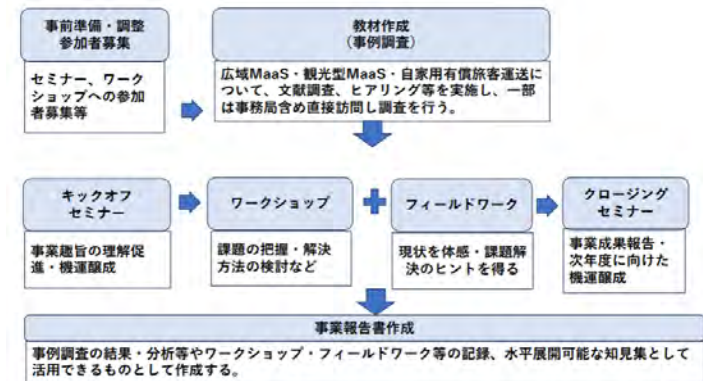 事前準備・調整
参加者募集
セミナー、ワーク
ショップへの参加
者募集等
教材作成
（事例調査）
広域MaaS・観光型MaaS・自家用有償旅客運送に
ついて、文献調査、ヒアリング等を実施し、一部
は事務局含め直接訪問し調査を行う。
キックオフ
セミナー
事業趣旨の理解促
進・機運醸成
ワークショップ
課題の把握・解決
方法の検討など
フィールドワーク
現状を体感・課題解
決のヒントを得る
クロージング
セミナー
事業成果報告・
次年度に向けた
機運醸成
事業報告書作成
事例調査の結果・分析等やワークショップ・フィールドワーク等の記録、水平展開可能な知見集として
活用できるものとして作成する。